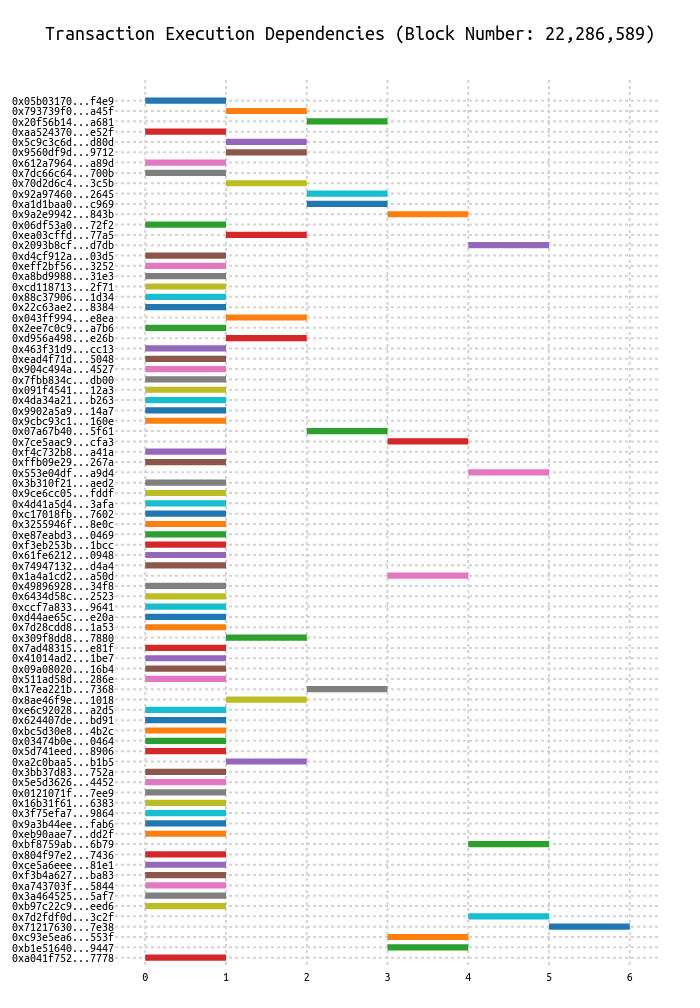 Transaction Execution Dependencies (Block Number: 22,286,589)
0x05b03170...f4e9
0x793739f0...a45f
0x20f56b14...a681
0xaa524370...e52f
0x5c9c3c6d...d80d
0x9560df9d...9712
0x612a7964...a89d
0x7dc66c64...700b
0x70d2d6c4...3c5b
0x92a97460...2645
0xa1d1baa0...c969
0x9a2e9942...843b
0x06df53a0...72f2
0xea03cffd...77a5
0x2093b8cf...d7db
0xd4cf912a...03d5
0xeff2bf56...3252
0xa8bd9988...31e3
0xcd118713...2f71
0x88c37906...1d34
0x22c63ae2...8384
0x043ff994...e8ea
0x2ee7c0c9...a7b6
0xd956a498...e26b
0x463f31d9...cc13
0xead4f71d...5048
0x904c494a...4527
0x7fbb834c...db00
0x091f4541...12a3
0x4da34a21...b263
0x9902a5a9...14a7
0x9cbc93c1...160e
0x07a67b40...5f61
0x7ce5aac9...cfa3
0xf4c732b8...a41a
0xffb09e29...267a
0x553e04df...a9d4
0x3b310f21...aed2
0x9ce6cc05...fddf
0x4d41a5d4...3afa
0xc17018fb...7602
0x3255946f...8e0c
0xe87eabd3...0469
0xf3eb253b...1bcc
0x61fe6212...0948
0x74947132...d4a4
0x1a4a1cd2...a50d
0x49896928...34f8
0x6434d58c...2523
0xccf7a833...9641
0xd44ae65c...e20a
0x7d28cdd8...1a53
0x309f8dd8...7880
0x7ad48315...e81f
0x41014ad2...1be7
0x09a08020...16b4
0x511ad58d...286e
0x17ea221b...7368
0x8ae46f9e...1018
0xe6c92028...a2d5
0x624407de...bd91
0xbc5d30e8...4b2c
0x03474b0e...0464
0x5d741eed...8906
0xa2c0baa5...b1b5
0x3bb37d83...752a
0x5e5d3626...4452
0x0121071f...7ee9
0x16b31f61...6383
0x3f75efa7...9864
0x9a3b44ee...fab6
0xeb90aae7...dd2f
0xbf8759ab...6b79
0x804f97e2...7436
0xce5a6eee...81e1
0xf3b4a627...ba83
0xa743703f...5844
0x3a464525...5af7
0xb97c22c9...eed6
0x7d2fdf0d...3c2f
0x71217630...7e38
0xc93e5ea6...553f
0xb1e51640...9447
0xa041f752...7778
0 1 2 3 4 5 6